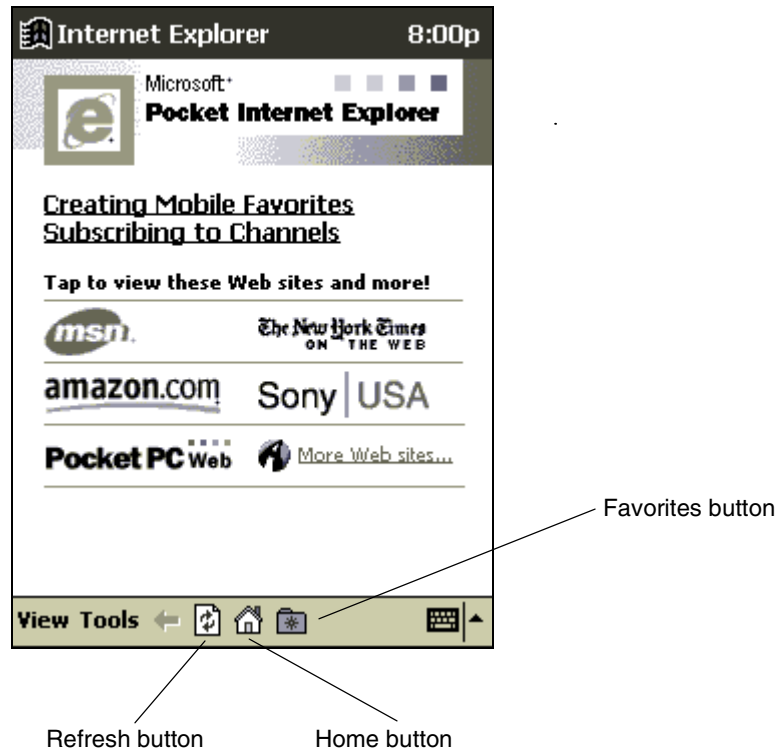 Internet Explorer 8:00p
Microsoft
Pocket Internet Explorer
Creating Mobile Favorites
Subscribing to Channels
Tap to view these Web sites and more!
msn. The New York Times
ON THE WEB
amazon.com Sony | USA
Pocket PC Web More Web sites...
Favorites button
View Tools
Refresh button Home button